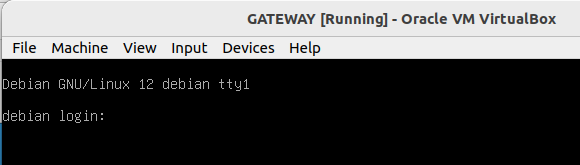 GATEWAY [Running] - Oracle VM VirtualBox
File Machine View Input Devices Help
Debian GNU/Linux 12 debian tty1
debian login: